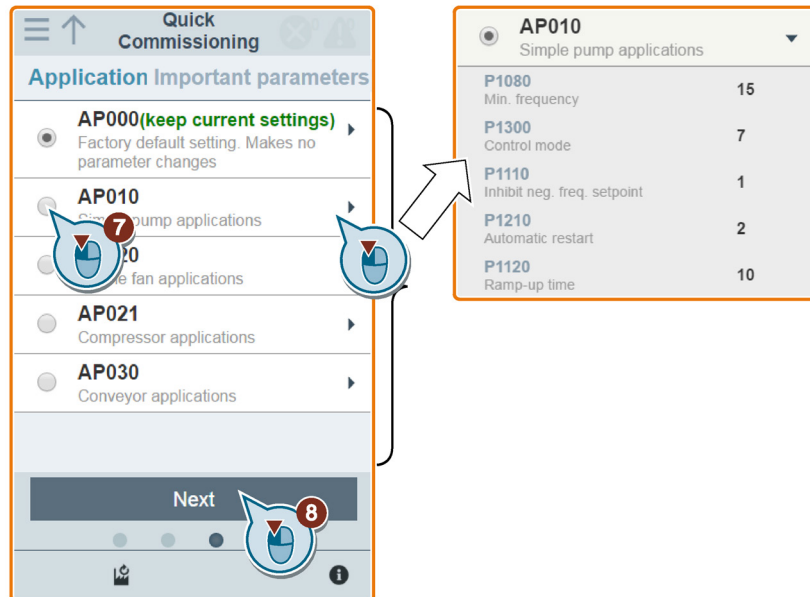 Quick
Commissioning
Application Important parameters
AP000(keep current settings)
Factory default setting. Makes no
parameter changes
AP010
pump applications
7
20
fan applications
AP021
Compressor applications
AP030
Conveyor applications
Next
8
AP010
Simple pump applications
P1080
Min. frequency
15
P1300
Control mode
7
P1110
Inhibit neg. freq. setpoint
1
P1210
Automatic restart
2
P1120
Ramp-up time
10